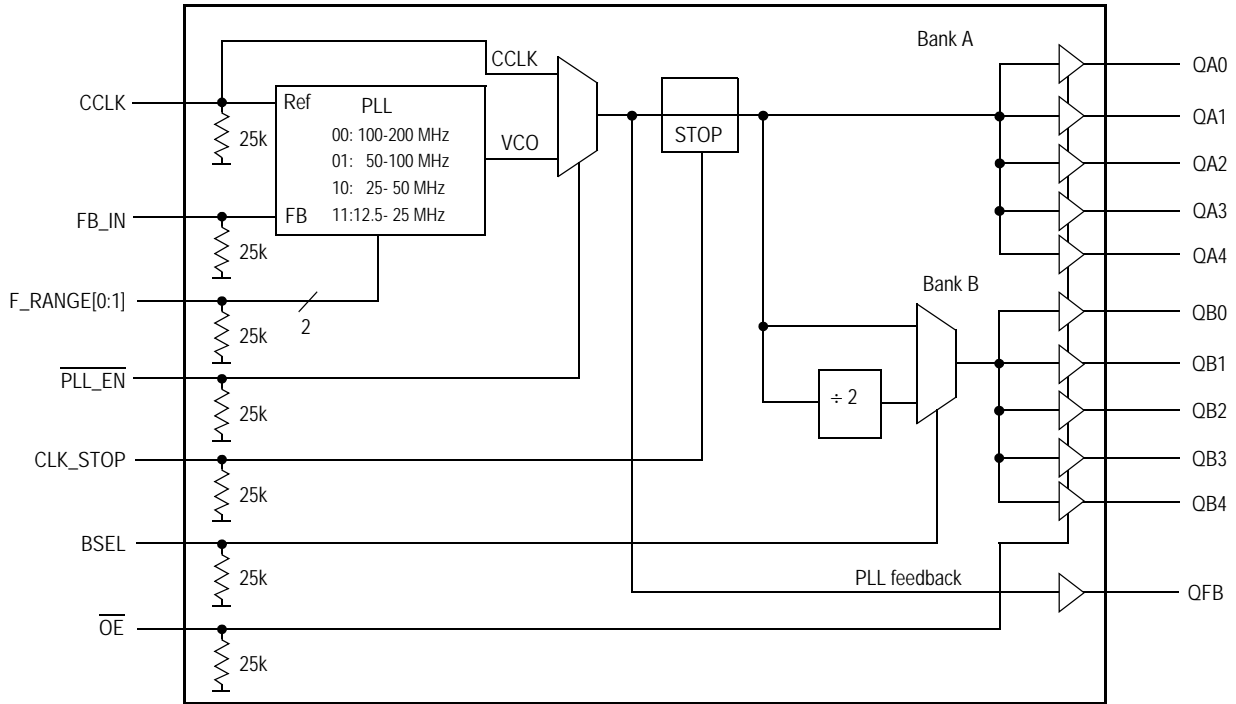 Bank A
CCLK
QA0
CCLK
Ref
PLL
25k
00: 100-200 MHz
01: 50-100 MHz
10: 25- 50 MHz
11:12.5- 25 MHz
VCO
STOP
QA1
QA2
FB_IN
FB
QA3
25k
QA4
Bank B
F_RANGE[0:1]
2
25k
QB0
QB1
PLL_EN
25k
÷ 2
QB2
CLK_STOP
QB3
25k
QB4
BSEL
25k
PLL feedback
QFB
OE
25k